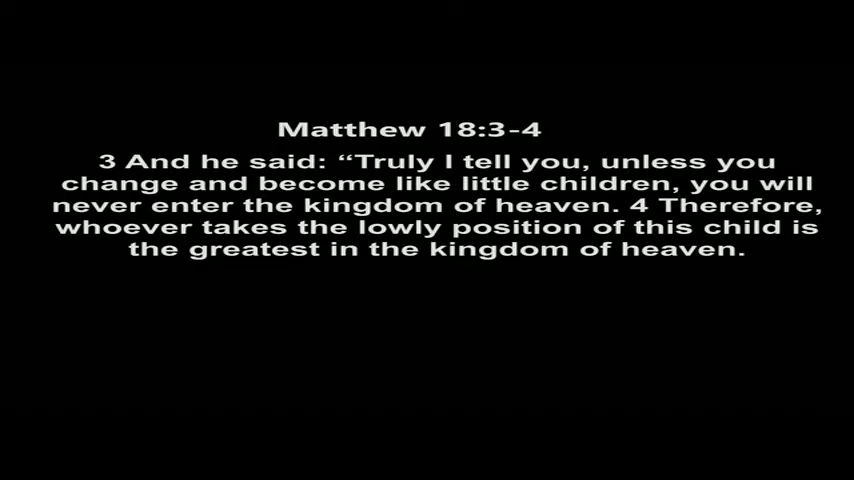 Matthew 18:3-4
3 And he said: “Truly I tell you, unless you
change and become like little children, you will
never enter the kingdom of heaven. 4 Therefore,
whoever takes the lowly position of this child is
the greatest in the kingdom of heaven.